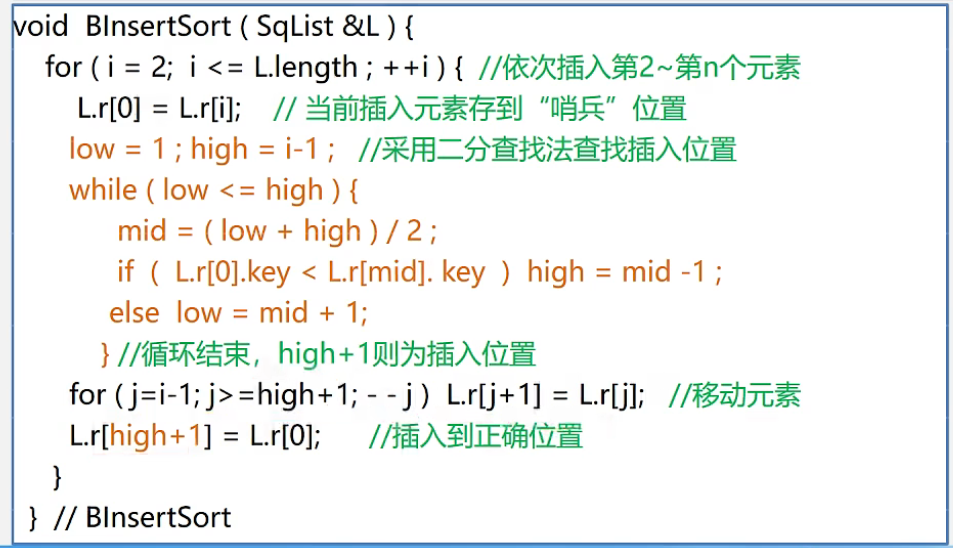 void BInsertSort ( SqList &L ) {
for ( i = 2; i <= L.length ; ++i ) { //依次插入第2~第n个元素
L.r[0] = L.r[i]; // 当前插入元素存到“哨兵”位置
low = 1 ; high = i-1 ; //采用二分查找法查找插入位置
while ( low <= high ) {
mid = ( low + high ) / 2 ;
if ( L.r[0].key < L.r[mid]. key ) high = mid -1 ;
else low = mid + 1;
} //循环结束，high+1则为插入位置
for ( j=i-1; j>=high+1; - - j ) L.r[j+1] = L.r[j]; //移动元素
L.r[high+1] = L.r[0]; //插入到正确位置
}
} // BInsertSort